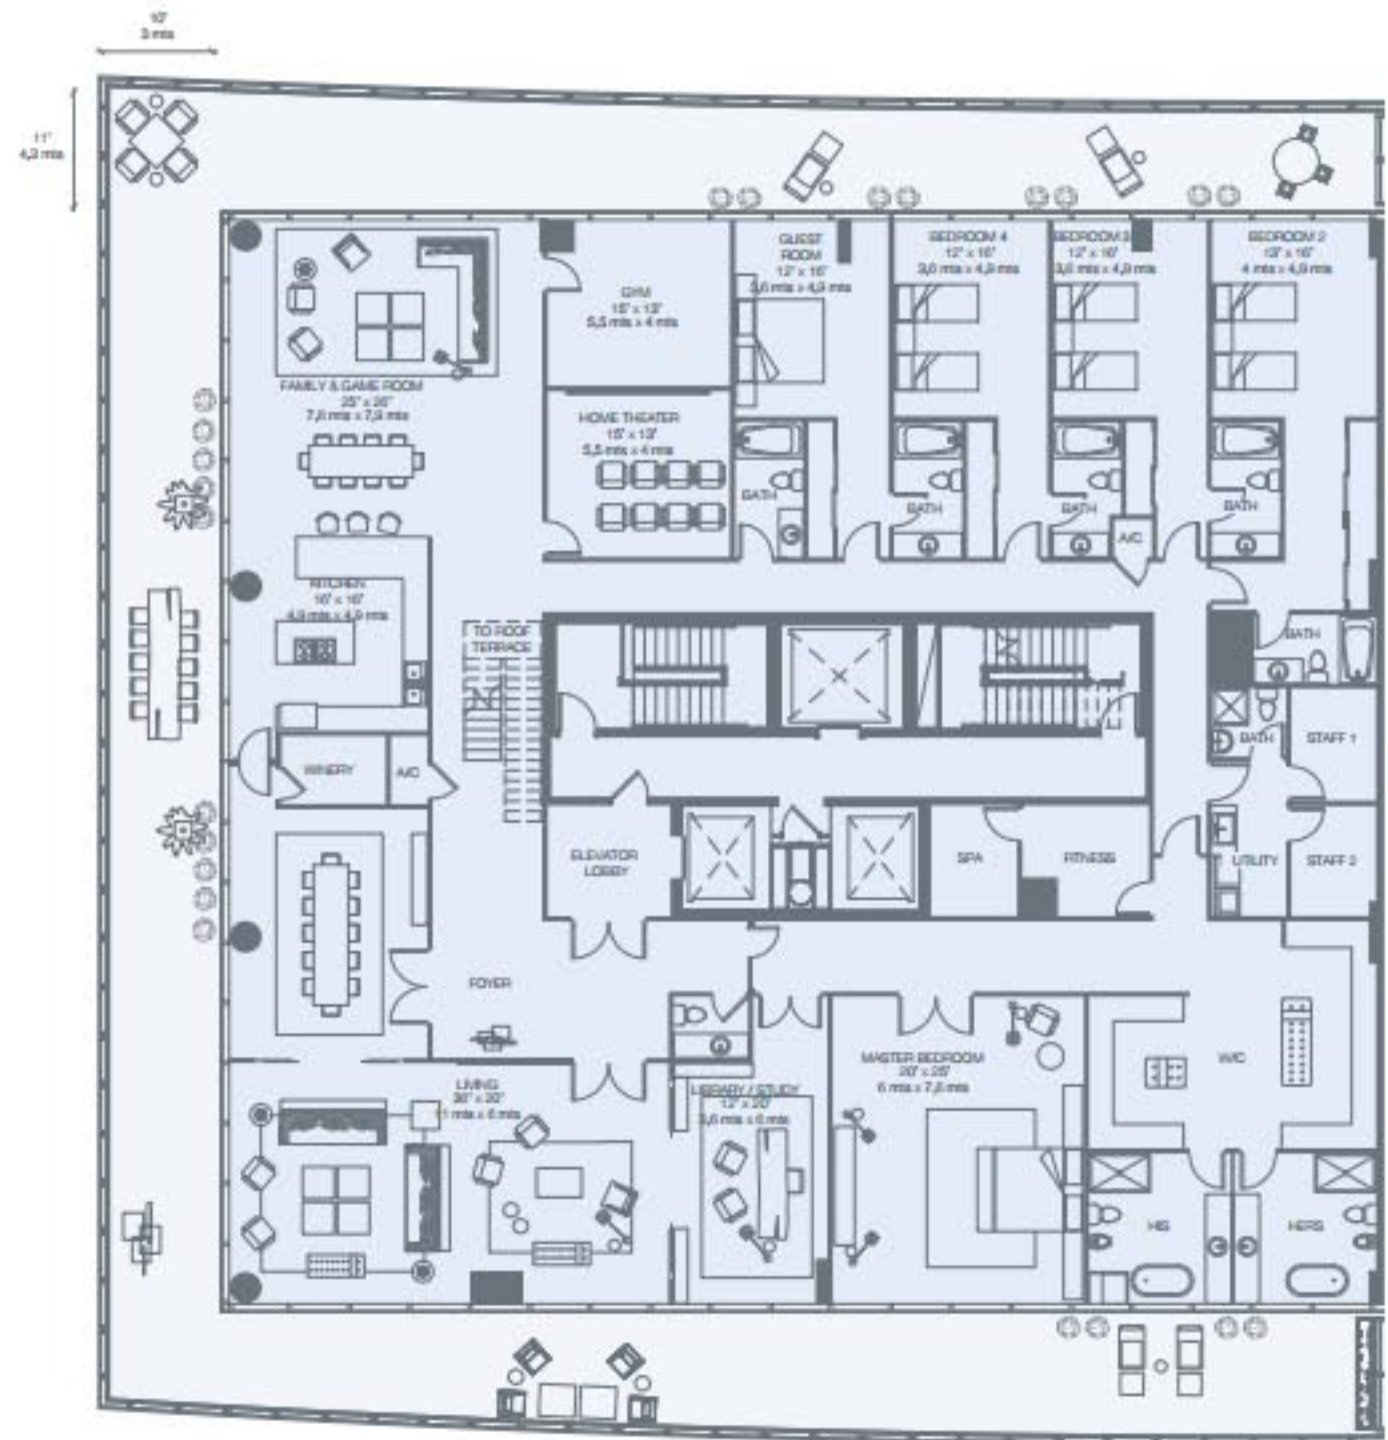 10'
3 mts
11'
4,3 mts
GUEST
ROOM
12' x 16'
3,6 mts x 4,9 mts
BEDROOM 4
12' x 16'
3,6 mts x 4,9 mts
BEDROOM 3
12' x 16'
3,6 mts x 4,9 mts
BEDROOM 2
13' x 16'
4 mts x 4,9 mts
GYM
18' x 13'
5,5 mts x 4 mts
FAMILY & GAME ROOM
25' x 26'
7,6 mts x 7,9 mts
HOME THEATER
18' x 13'
5,5 mts x 4 mts
BATH
BATH
BATH
BATH
A/C
KITCHEN
16' x 16'
4,9 mts x 4,9 mts
TO ROOF
TERRACE
BATH
BATH
STAFF 1
WINERY
A/C
ELEVATOR
LOBBY
SPA
FITNESS
UTILITY
STAFF 2
FOYER
LIVING
36' x 20'
11 mts x 6 mts
LIBRARY / STUDY
12' x 20'
3,6 mts x 6 mts
MASTER BEDROOM
20' x 25'
6 mts x 7,6 mts
W/C
HIS
HERS